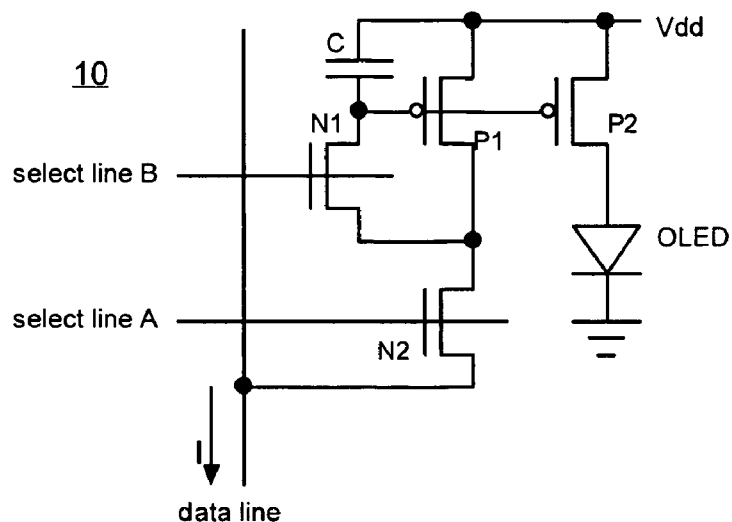 10
C
Vdd
N1
P1
P2
select line B
OLED
select line A
N2
I
data line